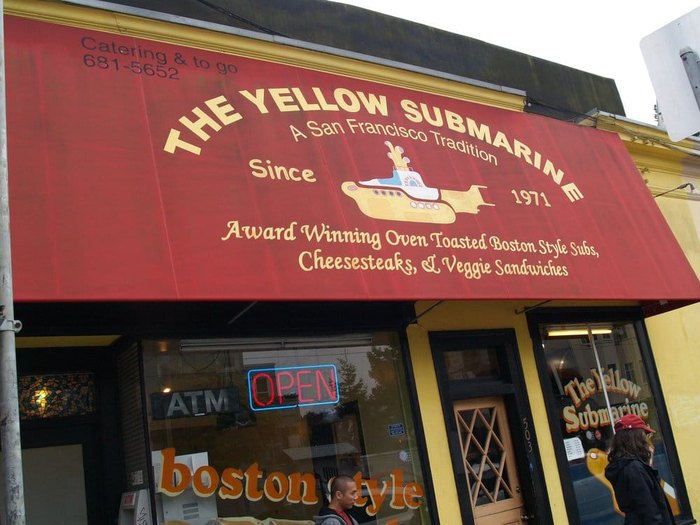 Catering & to go
681-5652
THE YELLOW SUBMARINE
A San Francisco Tradition
Since 1971
Award Winning Oven Toasted Boston Style Subs,
Cheesesteaks, & Veggie Sandwiches
ATM
OPEN
boston style
503
The Yellow
Submarine